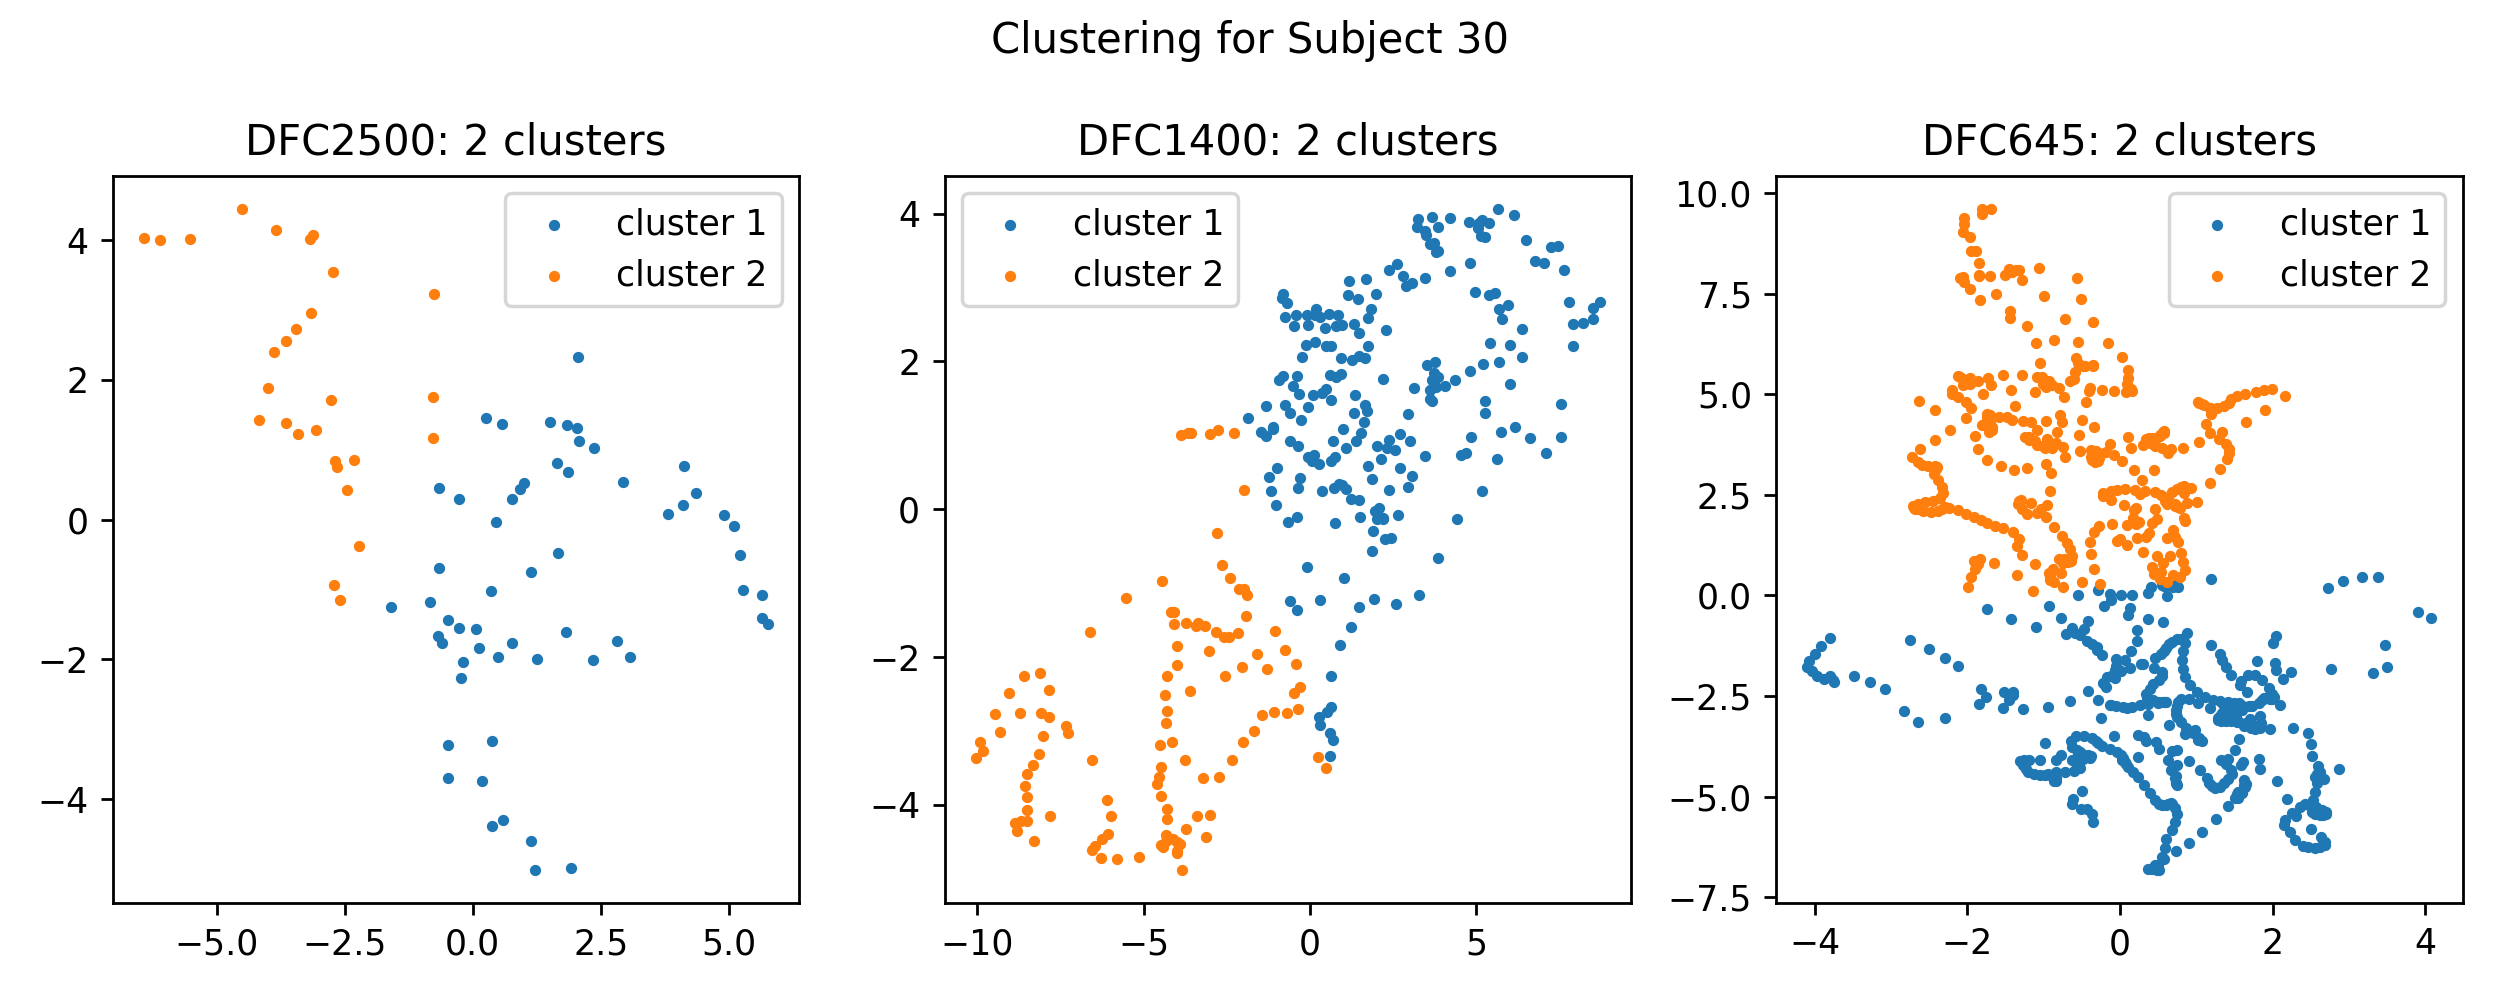 Clustering for Subject 30
DFC2500: 2 clusters
cluster 1
cluster 2
4
2
0
−2
−4
−5.0 −2.5 0.0 2.5 5.0
DFC1400: 2 clusters
cluster 1
cluster 2
4
2
0
−2
−4
−10 −5 0 5
DFC645: 2 clusters
cluster 1
cluster 2
10.0
7.5
5.0
2.5
0.0
−2.5
−5.0
−7.5
−4 −2 0 2 4